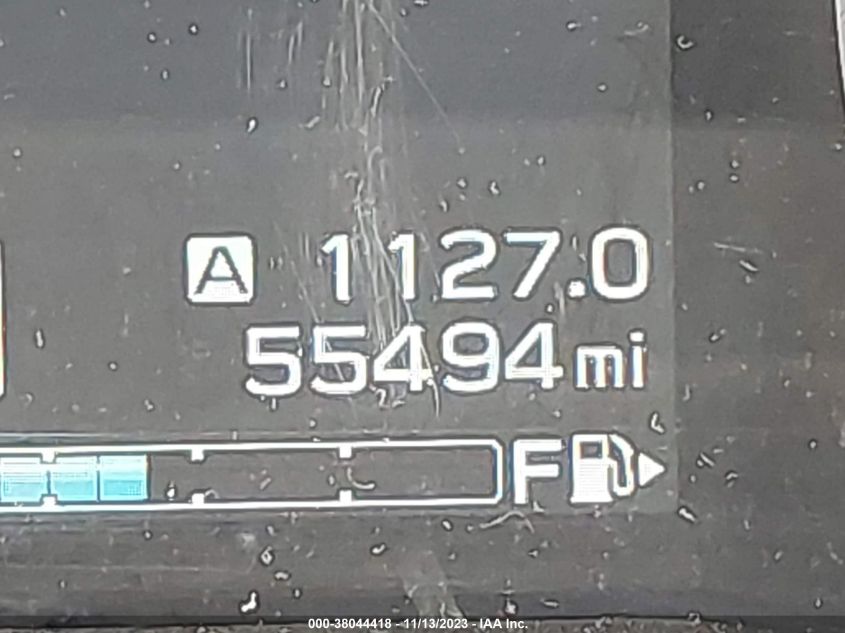 A 1127.0
55494 mi
F
000-38044418 - 11/13/2023 - IAA Inc.